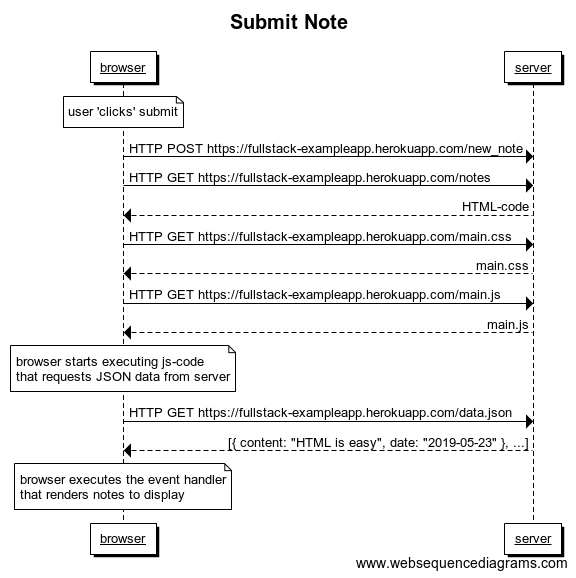 Submit Note
browser
server
user 'clicks' submit
HTTP POST https://fullstack-exampleapp.herokuapp.com/new_note
HTTP GET https://fullstack-exampleapp.herokuapp.com/notes
HTML-code
HTTP GET https://fullstack-exampleapp.herokuapp.com/main.css
main.css
HTTP GET https://fullstack-exampleapp.herokuapp.com/main.js
main.js
browser starts executing js-code
that requests JSON data from server
HTTP GET https://fullstack-exampleapp.herokuapp.com/data.json
[{ content: "HTML is easy", date: "2019-05-23" }, ...]
browser executes the event handler
that renders notes to display
browser
server
www.websequencediagrams.com